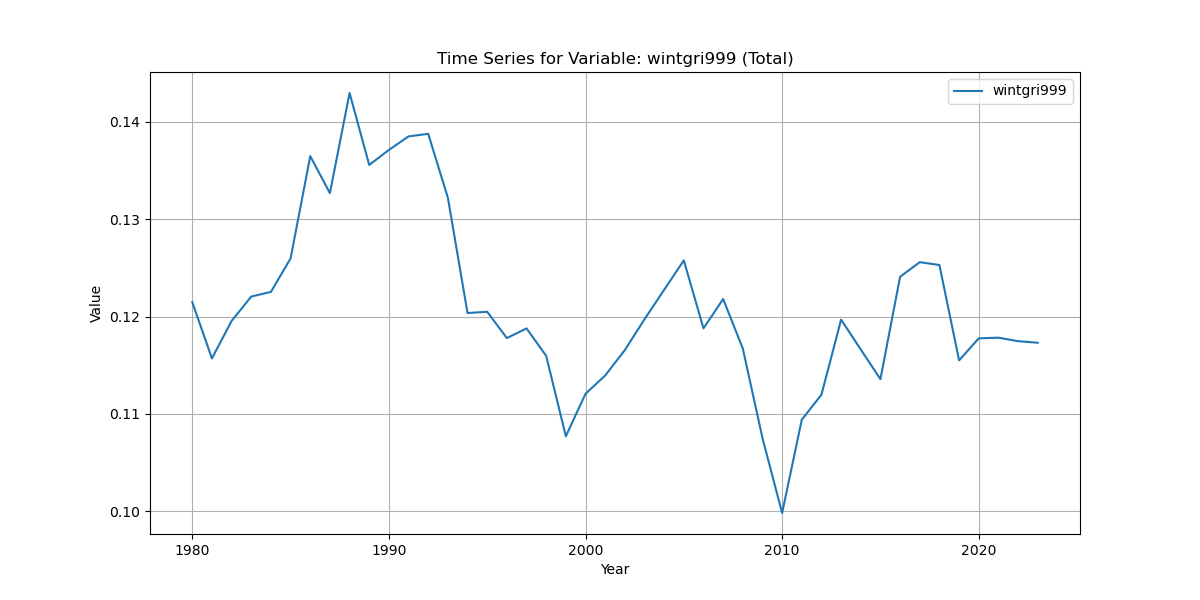 Time Series for Variable: wintgri999 (Total)
wintgri999
0.14
0.13
0.12
0.11
0.10
Value
1980
1990
2000
2010
2020
Year